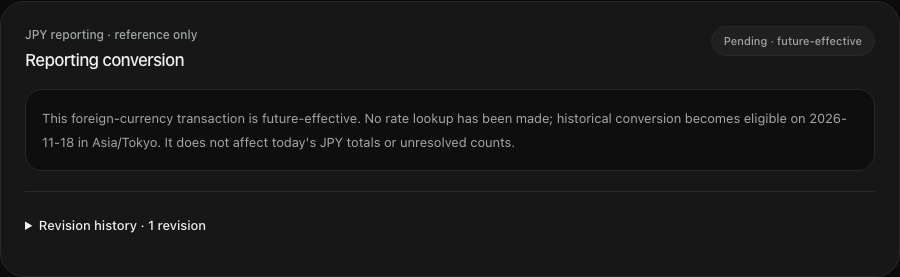 JPY reporting · reference only
Reporting conversion
Pending · future-effective
This foreign-currency transaction is future-effective. No rate lookup has been made; historical conversion becomes eligible on 2026-
11-18 in Asia/Tokyo. It does not affect today's JPY totals or unresolved counts.
Revision history · 1 revision